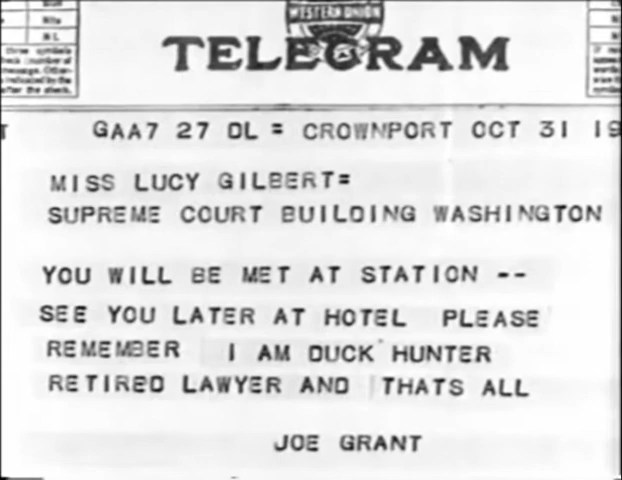 WESTERN UNION
TELEGRAM
GAA7 27 DL = CROWNPORT OCT 31 19
MISS LUCY GILBERT=
SUPREME COURT BUILDING WASHINGTON
YOU WILL BE MET AT STATION --
SEE YOU LATER AT HOTEL PLEASE
REMEMBER I AM DUCK HUNTER
RETIRED LAWYER AND THATS ALL
JOE GRANT